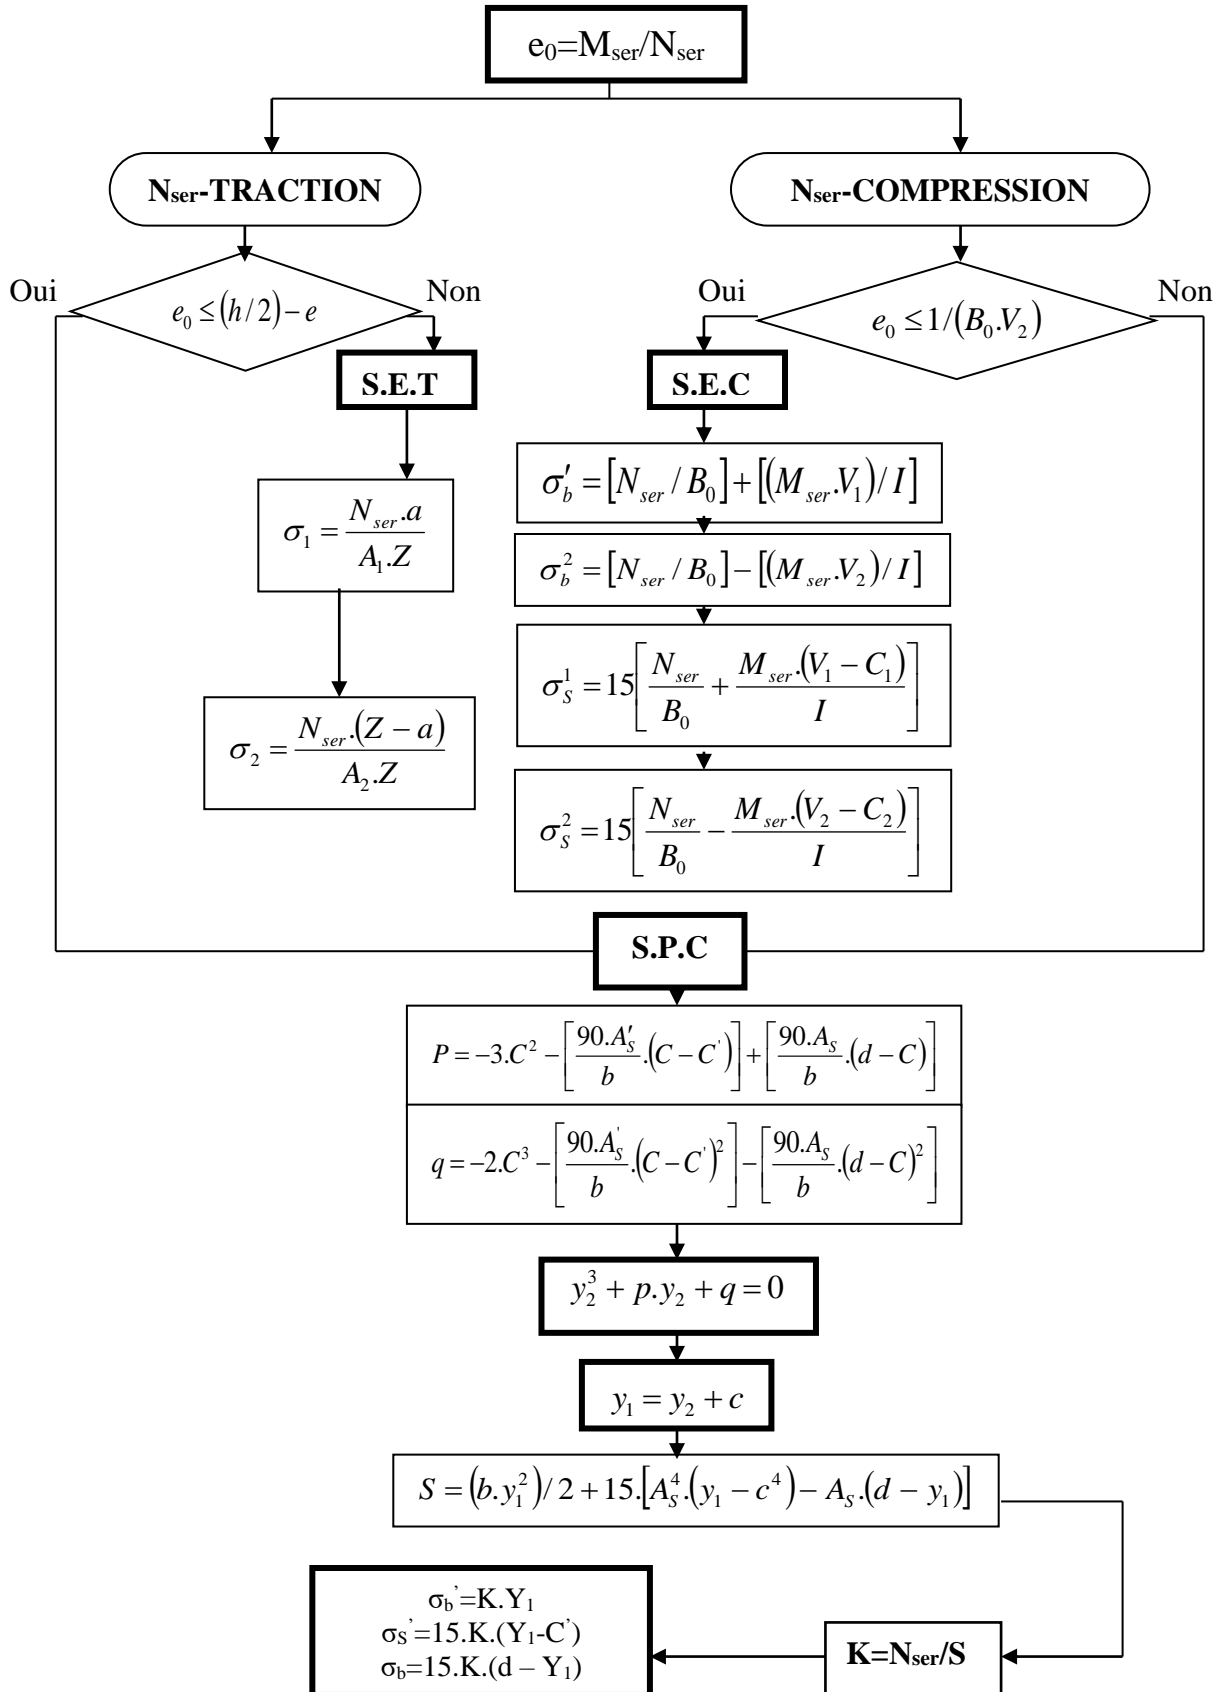 e₀=Mser/Nser
Nser-TRACTION
Nser-COMPRESSION
Oui
e₀ ≤ (h/2) − e
Non
Oui
e₀ ≤ 1/(B₀.V₂)
Non
S.E.T
S.E.C
σ₁ = Nser.a / A₁.Z
σ₂ = Nser.(Z − a) / A₂.Z
σ′b = [Nser / B₀] + [(Mser.V₁)/ I]
σ²b = [Nser / B₀] − [(Mser.V₂)/ I]
σ¹S = 15[Nser / B₀ + Mser.(V₁ − C₁) / I]
σ²S = 15[Nser / B₀ − Mser.(V₂ − C₂) / I]
S.P.C
P = −3.C² − [90.A′S / b .(C − C')] + [90.AS / b .(d − C)]
q = −2.C³ − [90.A'S / b .(C − C')²] − [90.AS / b .(d − C)²]
y₂³ + p.y₂ + q = 0
y₁ = y₂ + c
S = (b.y₁²)/2 + 15.[A⁴S.(y₁ − c⁴) − AS.(d − y₁)]
σb'=K.Y₁
σS'=15.K.(Y₁-C')
σb=15.K.(d – Y₁)
K=Nser/S